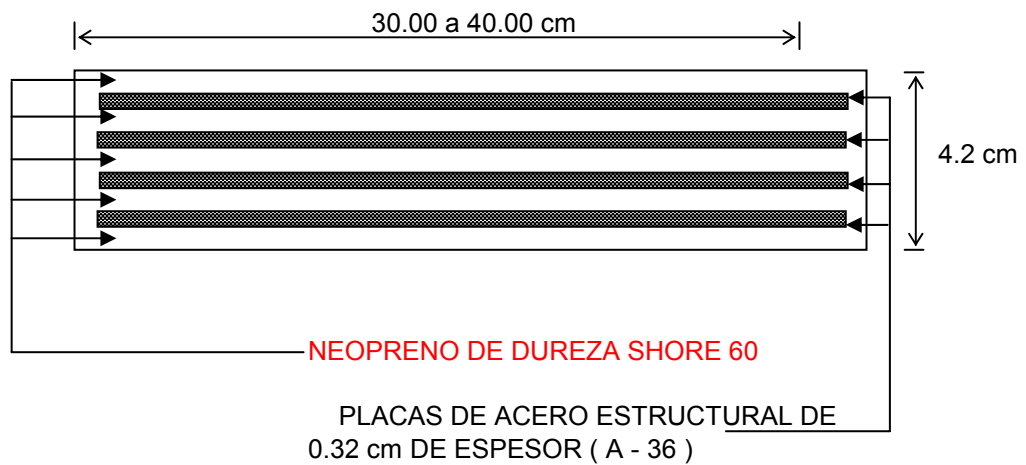 30.00 a 40.00 cm
4.2 cm
NEOPRENO DE DUREZA SHORE 60
PLACAS DE ACERO ESTRUCTURAL DE
0.32 cm DE ESPESOR ( A - 36 )